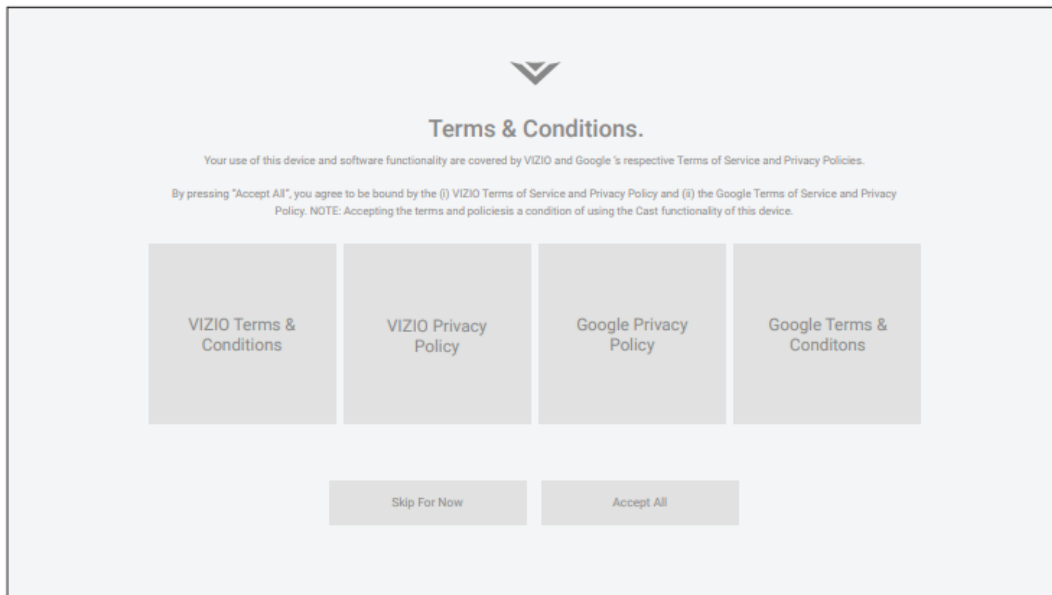 Terms & Conditions.
Your use of this device and software functionality are covered by VIZIO and Google 's respective Terms of Service and Privacy Policies.
By pressing "Accept All", you agree to be bound by the (i) VIZIO Terms of Service and Privacy Policy and (ii) the Google Terms of Service and Privacy
Policy. NOTE: Accepting the terms and policiesis a condition of using the Cast functionality of this device.
VIZIO Terms &
Conditions
VIZIO Privacy
Policy
Google Privacy
Policy
Google Terms &
Conditons
Skip For Now
Accept All